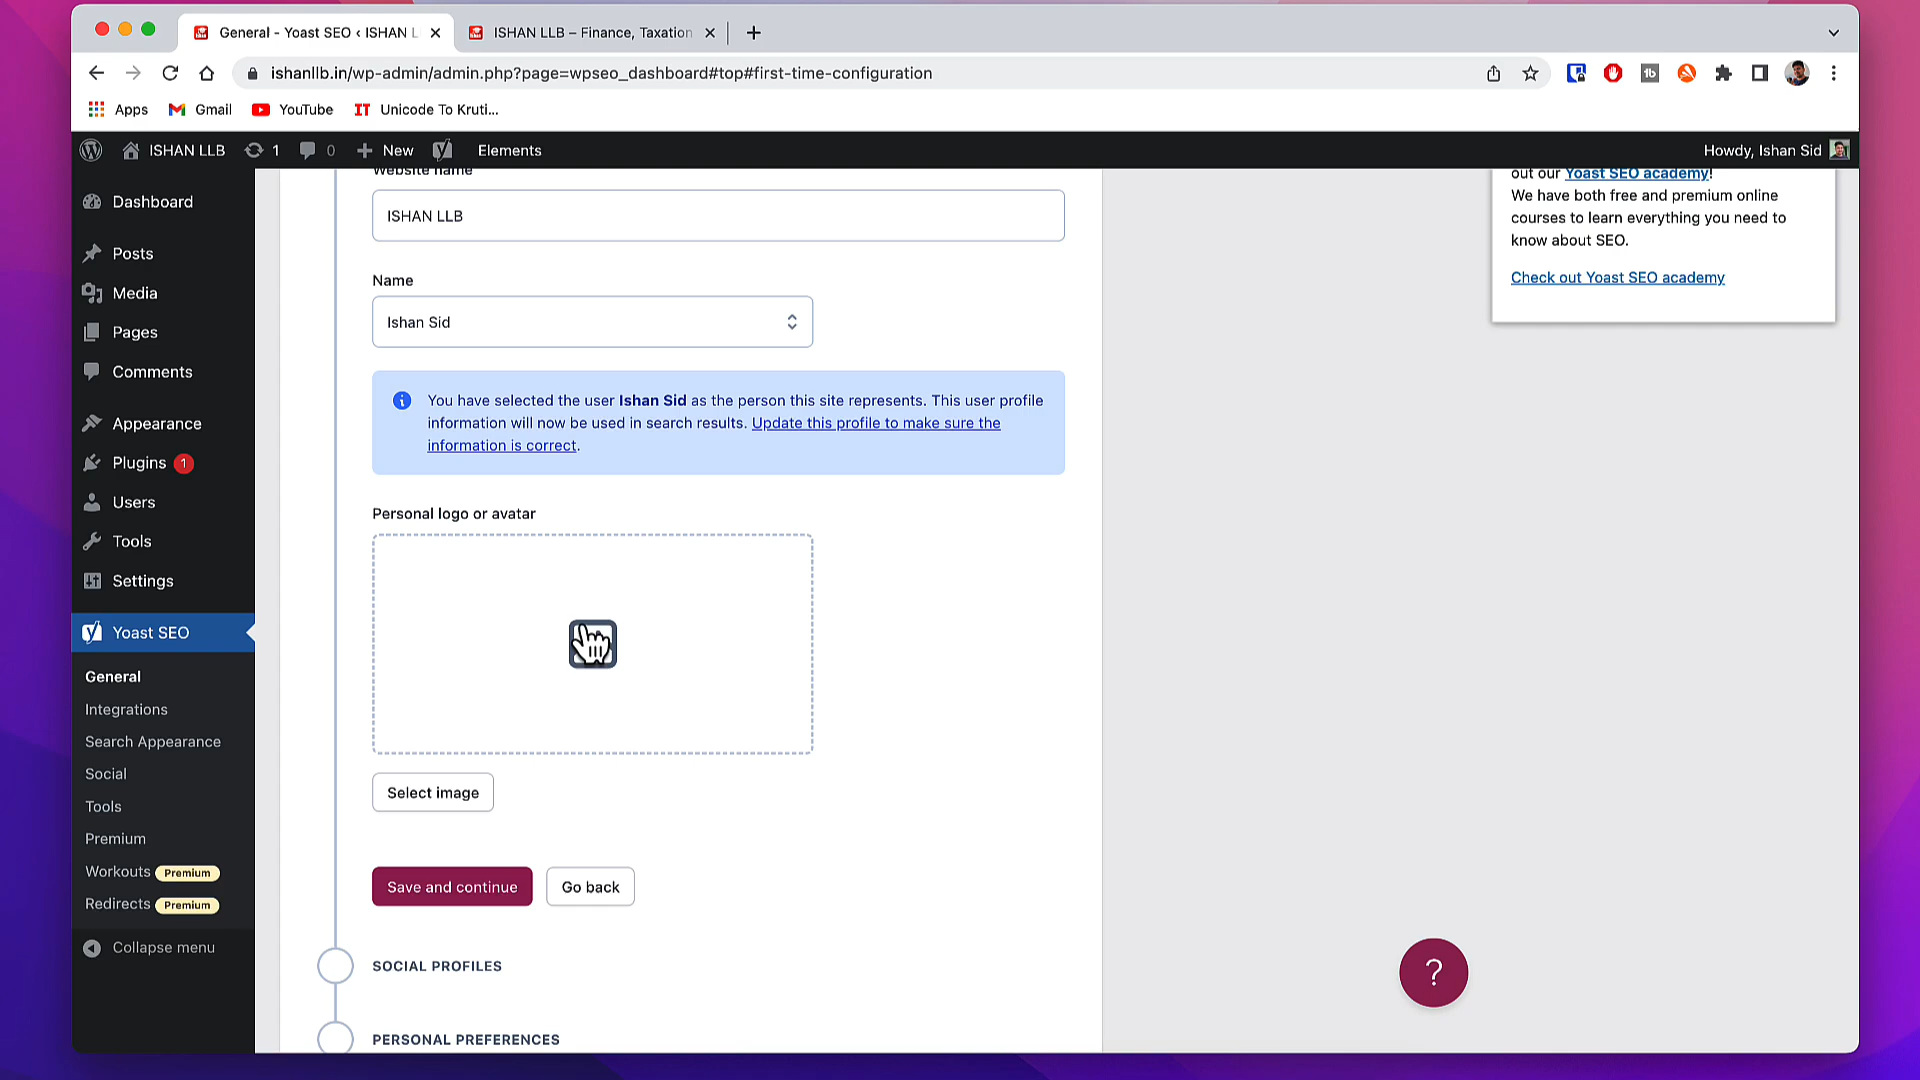 General - Yoast SEO ‹ ISHAN L
ISHAN LLB – Finance, Taxation
ishanllb.in/wp-admin/admin.php?page=wpseo_dashboard#top#first-time-configuration
Apps
Gmail
YouTube
IT Unicode To Kruti...
ISHAN LLB
1
0
New
Elements
Howdy, Ishan Sid
Dashboard
Posts
Media
Pages
Comments
Appearance
Plugins 1
Users
Tools
Settings
Yoast SEO
General
Integrations
Search Appearance
Social
Tools
Premium
Workouts Premium
Redirects Premium
Collapse menu
Website name
ISHAN LLB
Name
Ishan Sid
You have selected the user Ishan Sid as the person this site represents. This user profile
information will now be used in search results. Update this profile to make sure the
information is correct.
Personal logo or avatar
Select image
Save and continue
Go back
SOCIAL PROFILES
PERSONAL PREFERENCES
out our Yoast SEO academy!
We have both free and premium online
courses to learn everything you need to
know about SEO.
Check out Yoast SEO academy
?